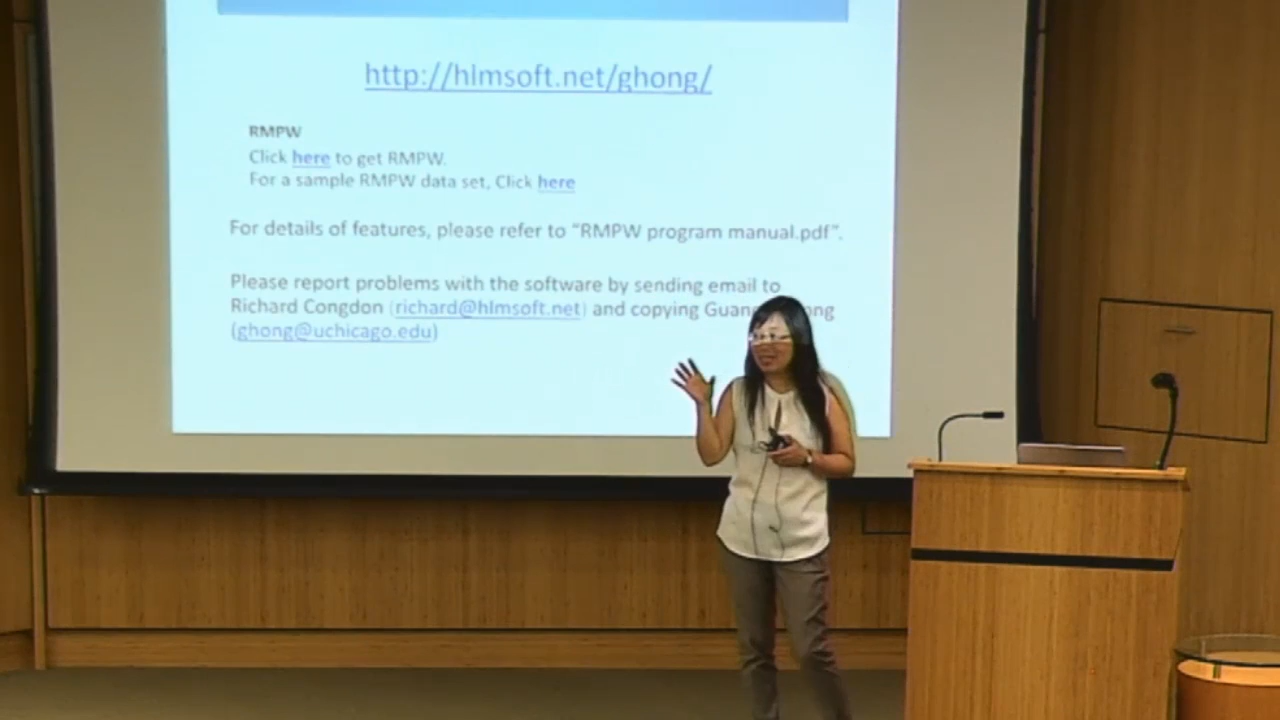 http://hlmsoft.net/ghong/
RMPW
Click here to get RMPW.
For a sample RMPW data set, Click here
For details of features, please refer to “RMPW program manual.pdf”.
Please report problems with the software by sending email to
Richard Congdon (richard@hlmsoft.net) and copying
(ghong@uchicago.edu)